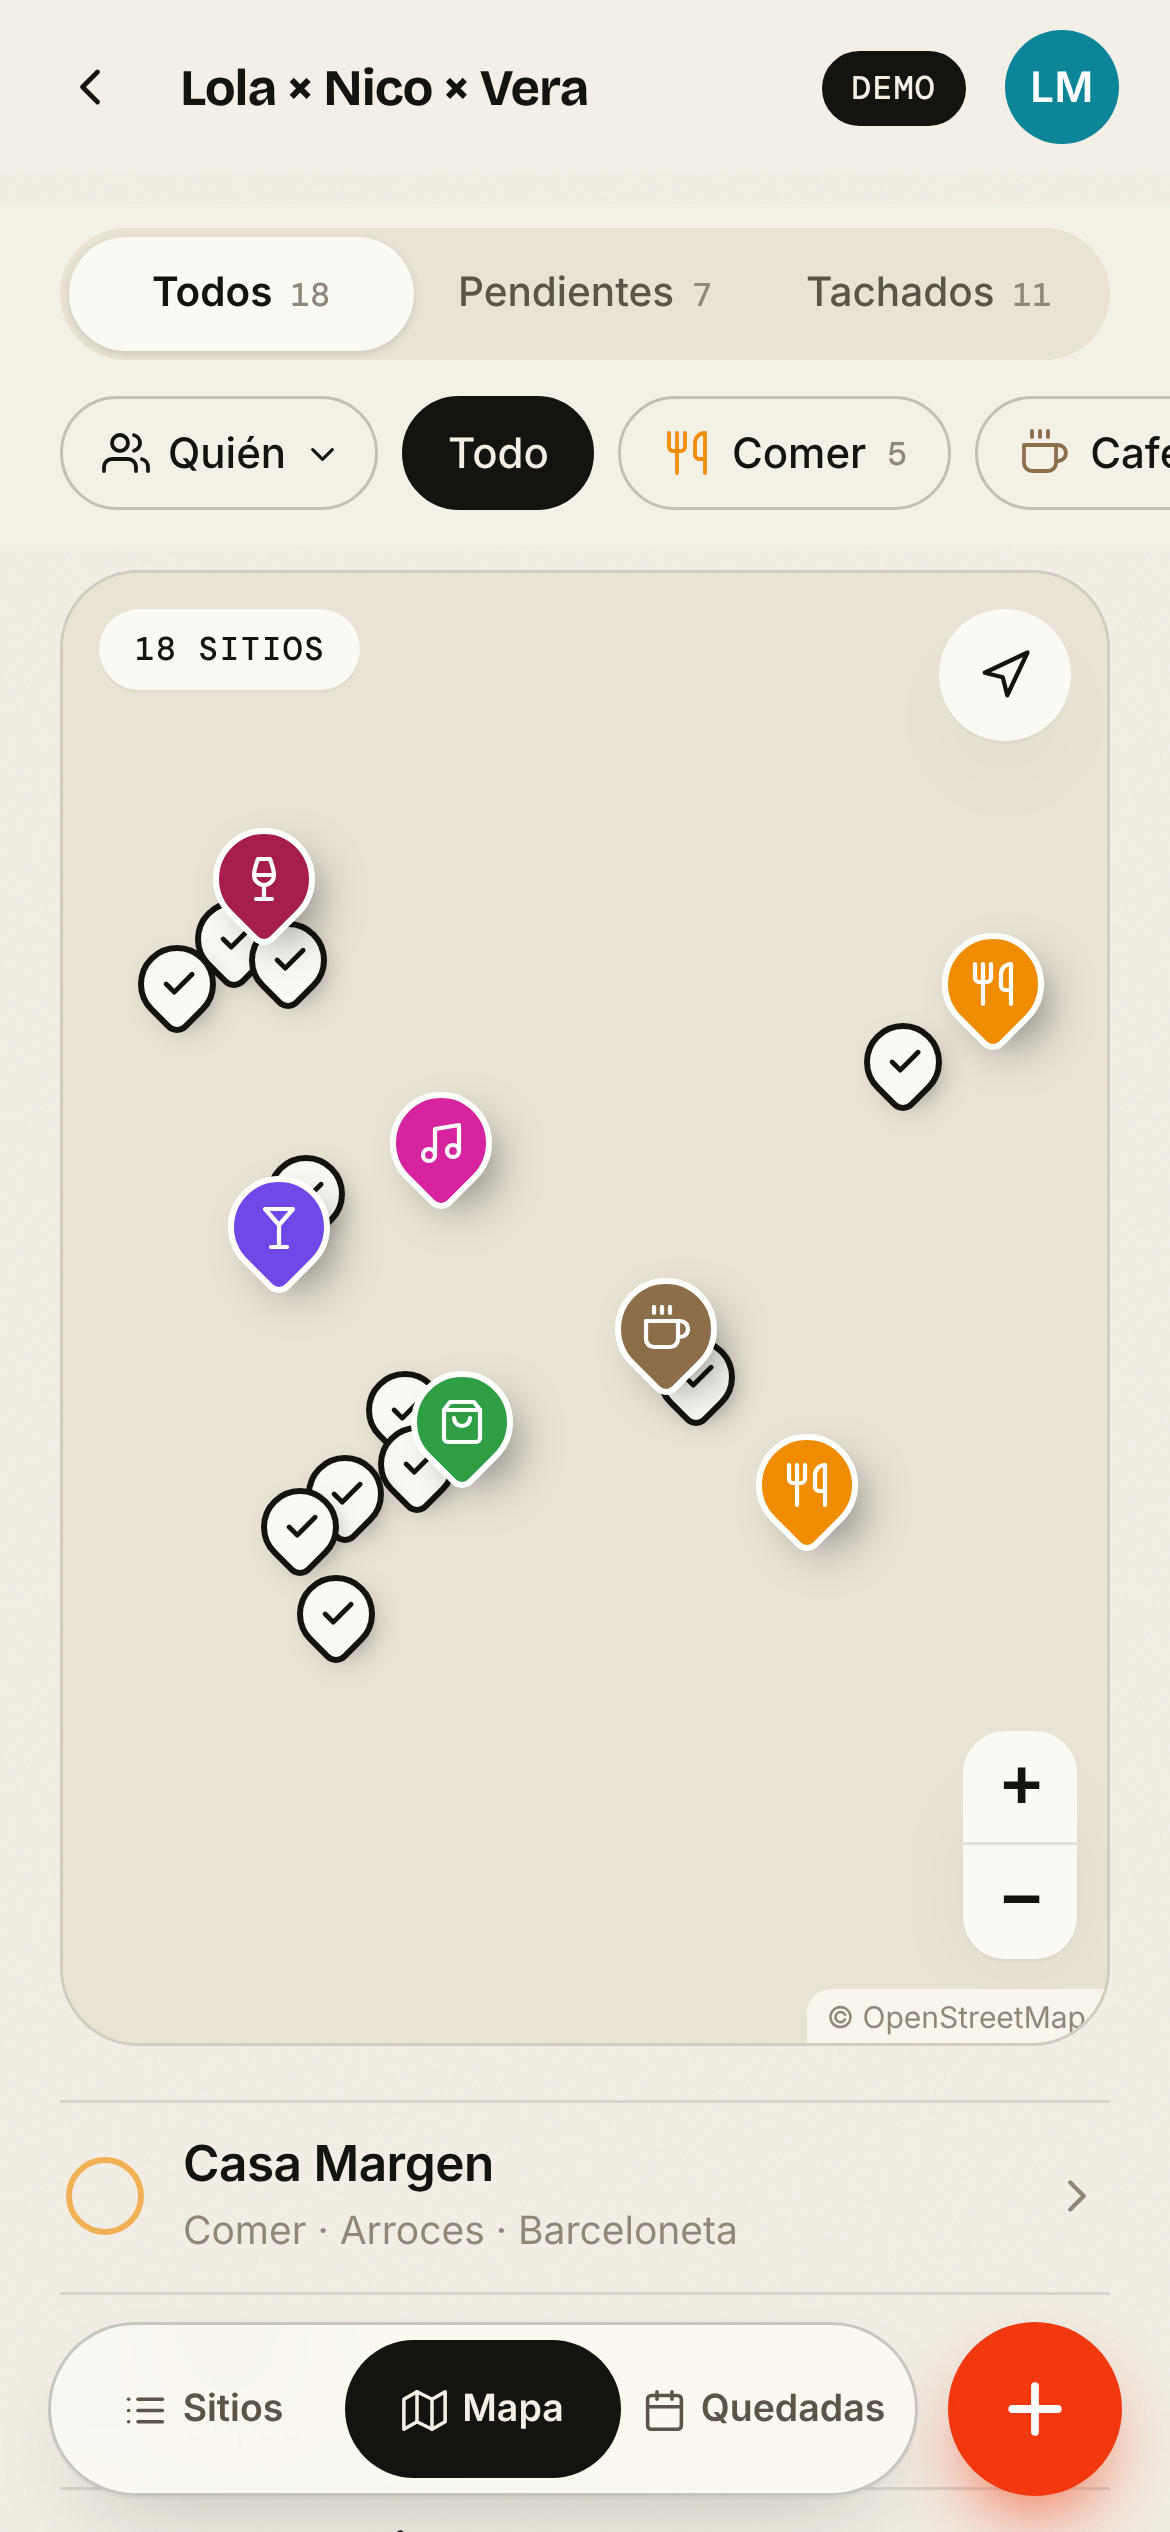 Lola × Nico × Vera
DEMO
LM
Todos 18
Pendientes 7
Tachados 11
Quién
Todo
Comer 5
18 SITIOS
+
−
© OpenStreetMap
Casa Margen
Comer · Arroces · Barceloneta
Sitios
Mapa
Quedadas
+